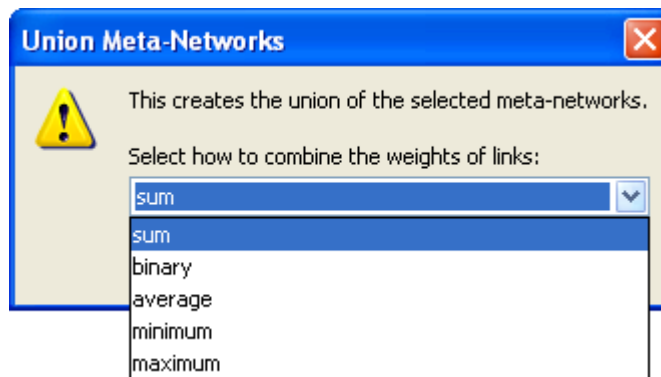 Union Meta-Networks
This creates the union of the selected meta-networks.
Select how to combine the weights of links:
sum
sum
binary
average
minimum
maximum